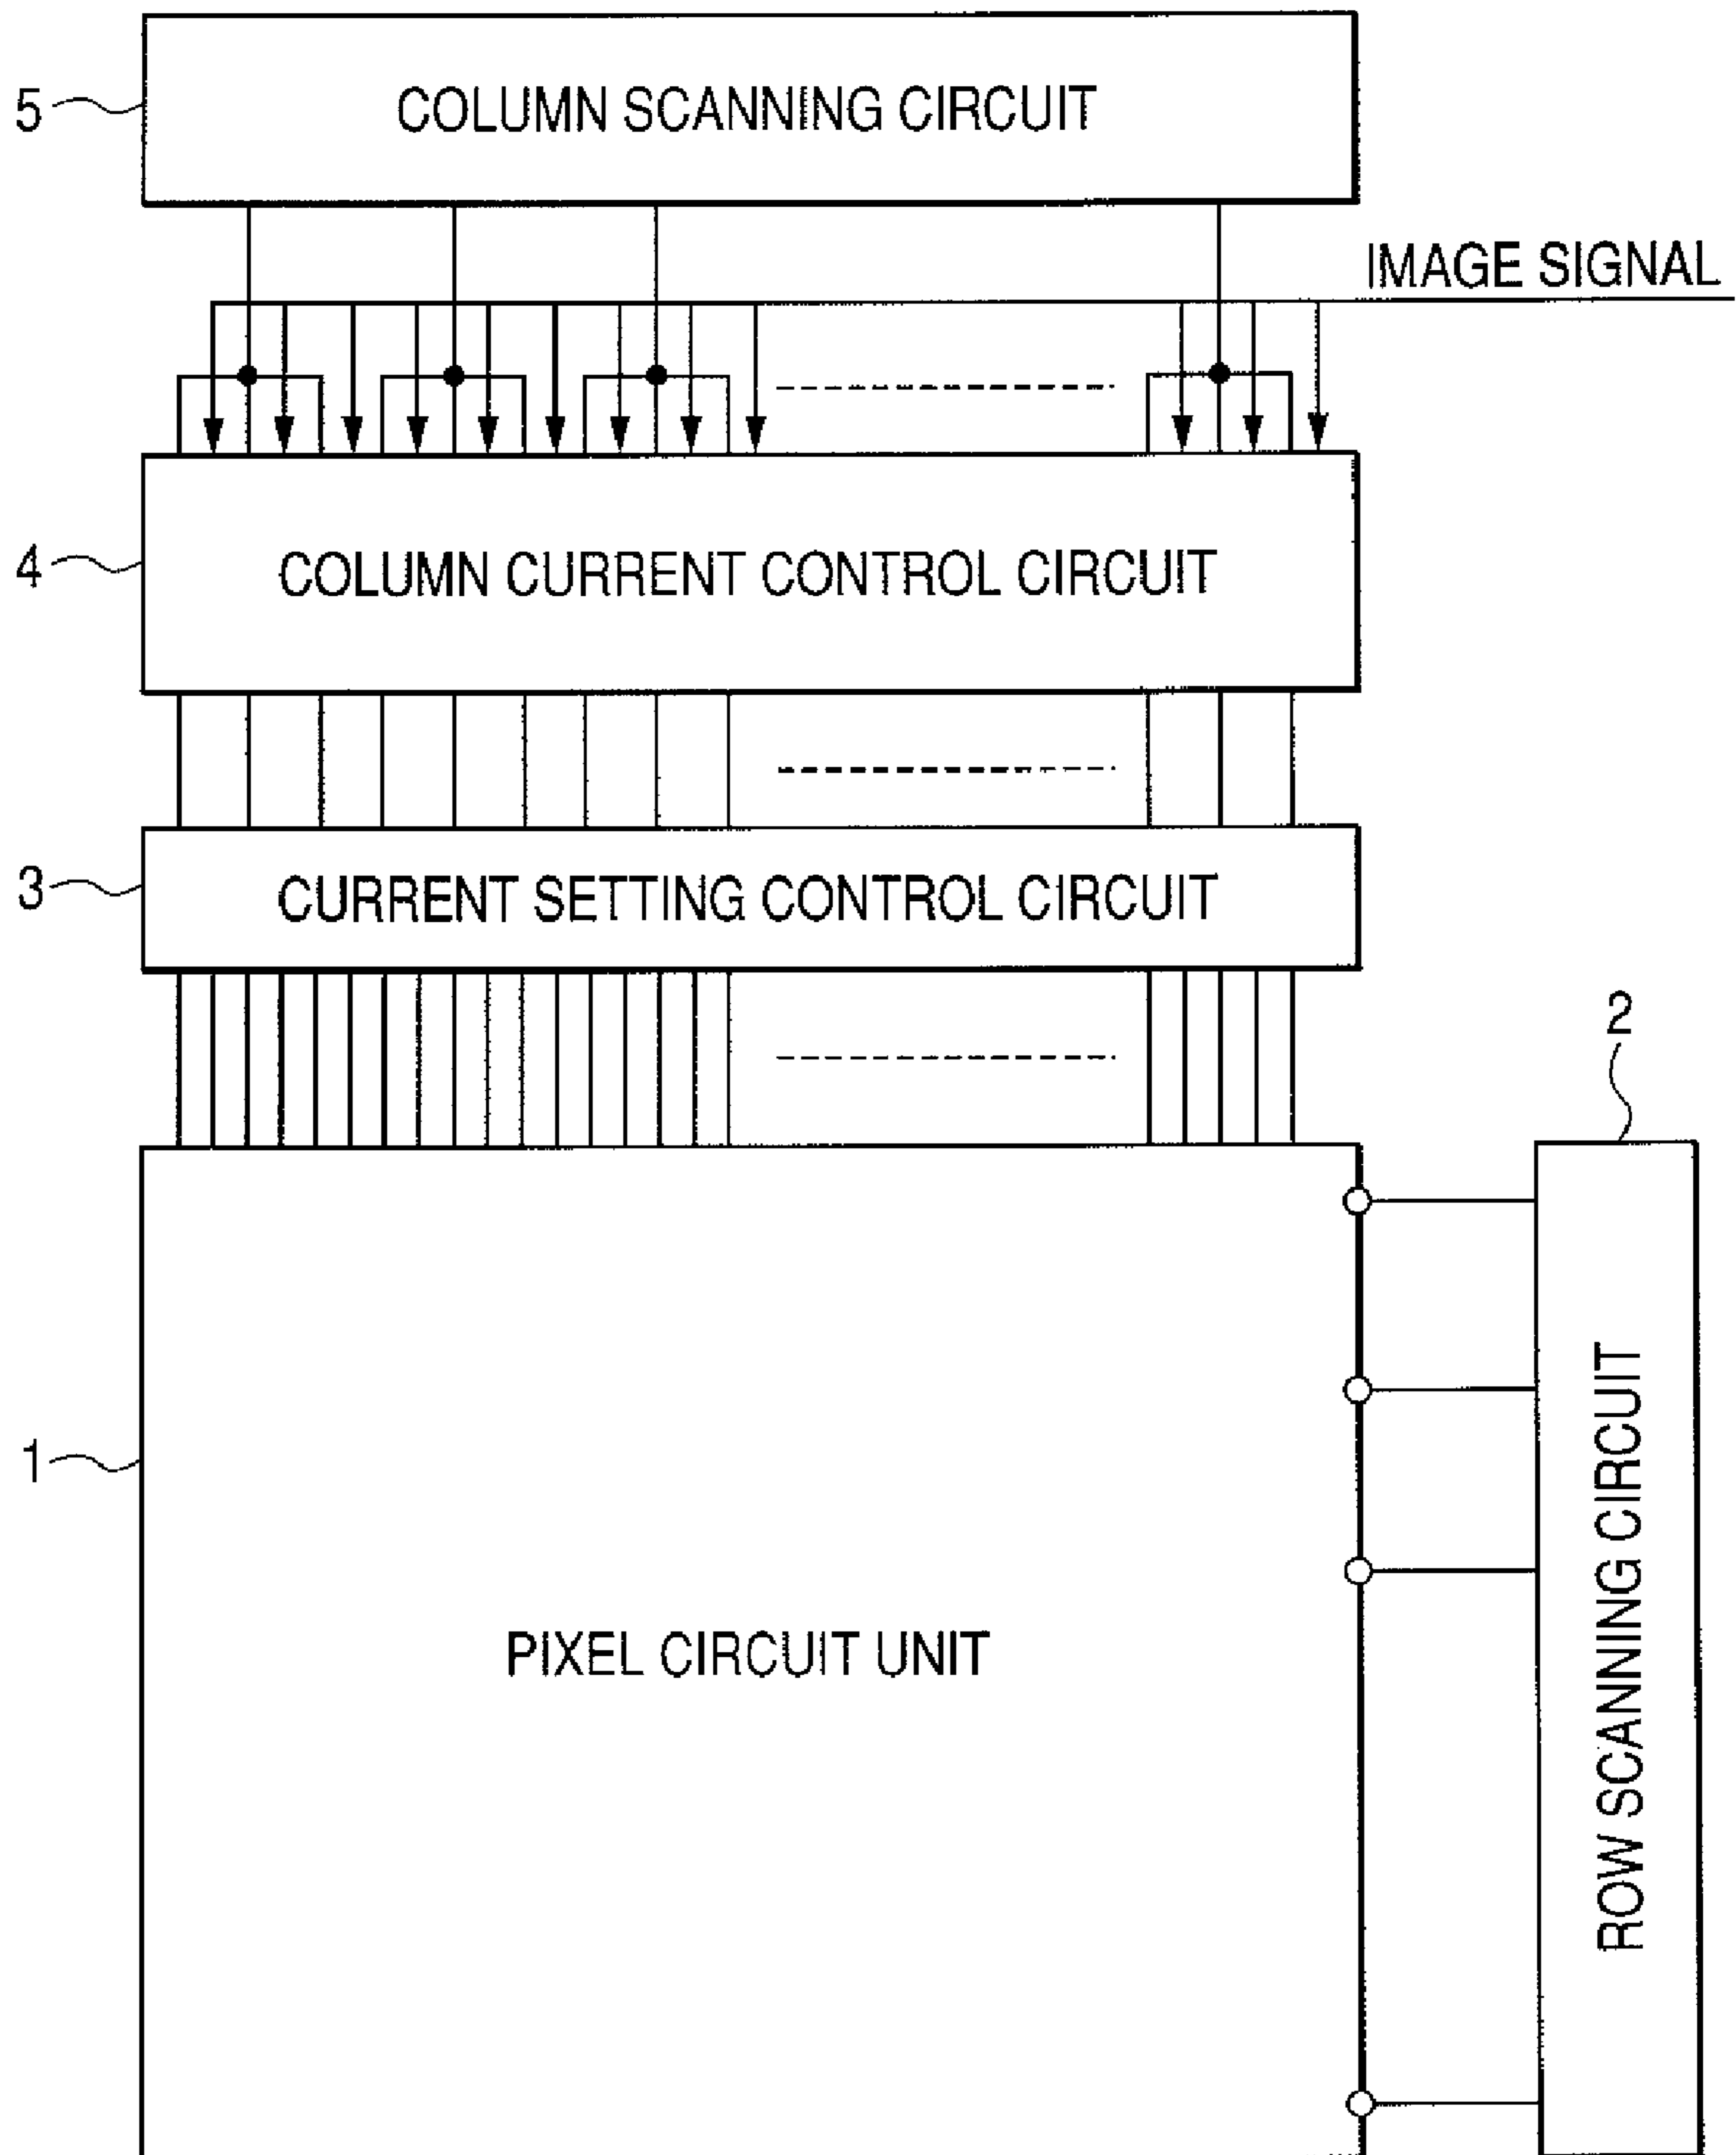 5
COLUMN SCANNING CIRCUIT
IMAGE SIGNAL
4
COLUMN CURRENT CONTROL CIRCUIT
3
CURRENT SETTING CONTROL CIRCUIT
2
1
PIXEL CIRCUIT UNIT
ROW SCANNING CIRCUIT